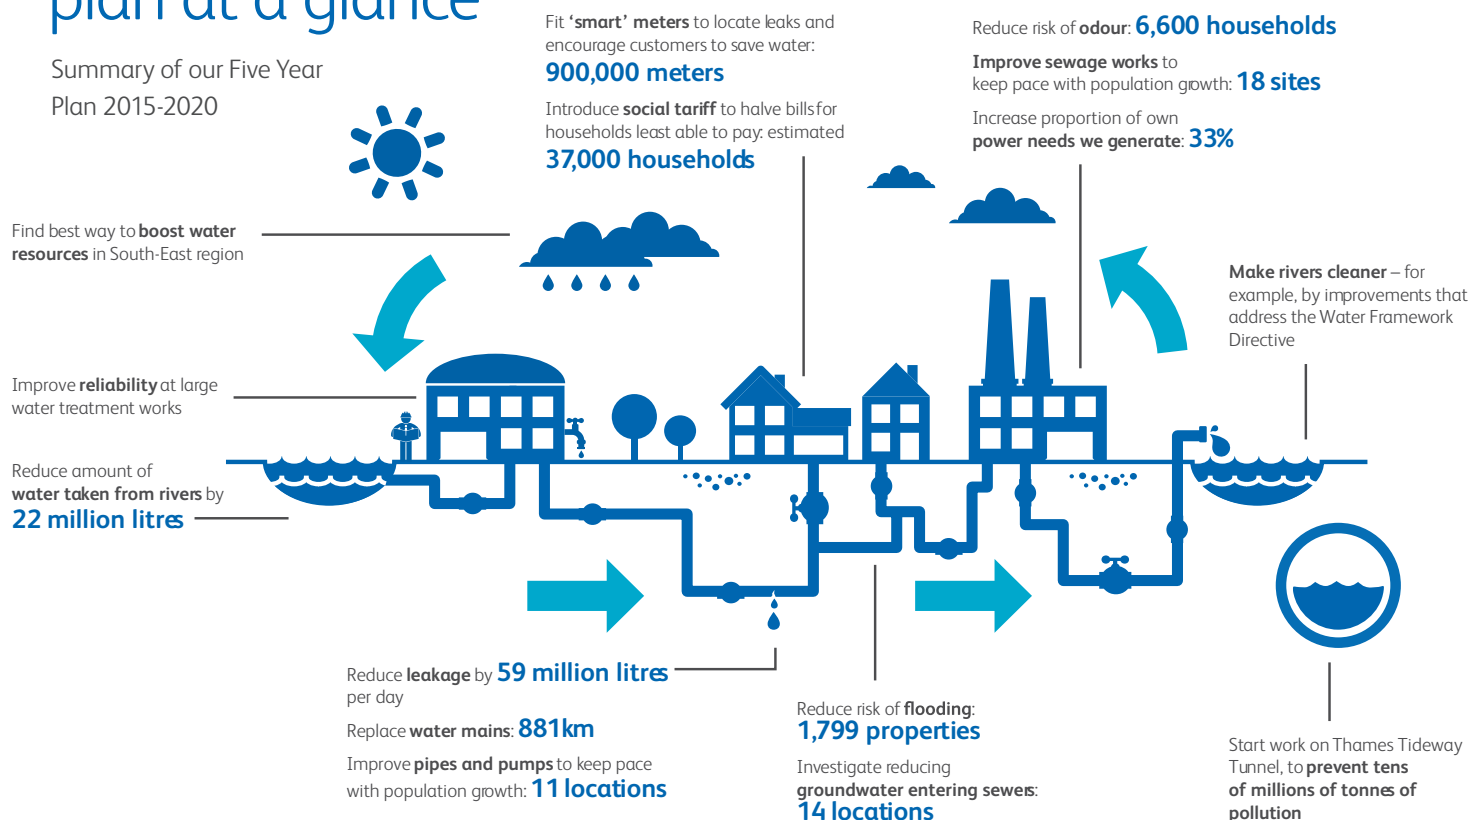 plan at a glance
Summary of our Five Year
Plan 2015-2020
Fit ‘smart’ meters to locate leaks and
encourage customers to save water:
900,000 meters
Introduce social tariff to halve bills for
households least able to pay: estimated
37,000 households
Reduce risk of odour: 6,600 households
Improve sewage works to
keep pace with population growth: 18 sites
Increase proportion of own
power needs we generate: 33%
Find best way to boost water
resources in South-East region
Make rivers cleaner – for
example, by improvements that
address the Water Framework
Directive
Improve reliability at large
water treatment works
Reduce amount of
water taken from rivers by
22 million litres
Reduce leakage by 59 million litres
per day
Replace water mains: 881km
Improve pipes and pumps to keep pace
with population growth: 11 locations
Reduce risk of flooding:
1,799 properties
Investigate reducing
groundwater entering sewers:
14 locations
Start work on Thames Tideway
Tunnel, to prevent tens
of millions of tonnes of
pollution